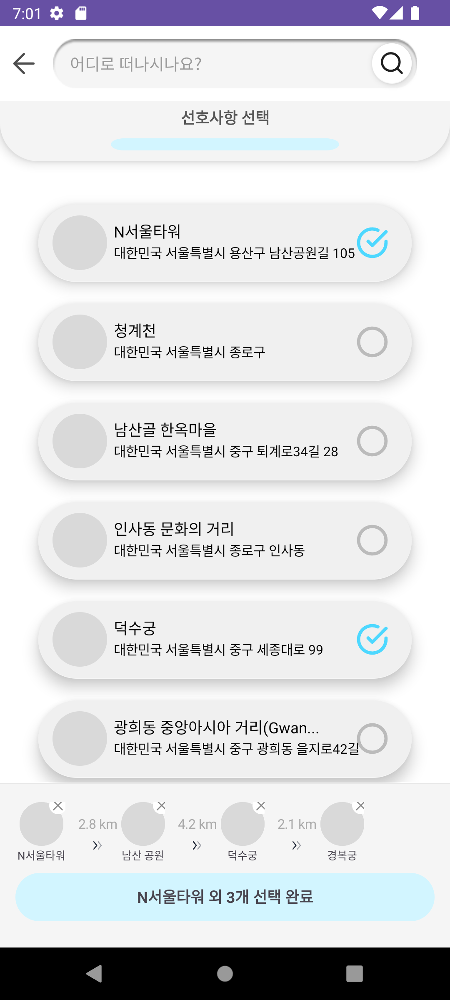 7:01
어디로 떠나시나요?
선호사항 선택
N서울타워
대한민국 서울특별시 용산구 남산공원길 105
청계천
대한민국 서울특별시 종로구
남산골 한옥마을
대한민국 서울특별시 중구 퇴계로34길 28
인사동 문화의 거리
대한민국 서울특별시 종로구 인사동
덕수궁
대한민국 서울특별시 중구 세종대로 99
광희동 중앙아시아 거리(Gwan...
대한민국 서울특별시 중구 광희동 을지로42길
2.8 km 4.2 km 2.1 km
N서울타워 남산 공원 덕수궁 경복궁
N서울타워 외 3개 선택 완료